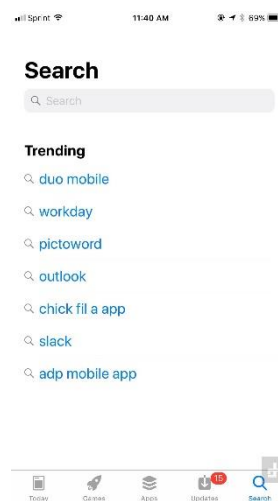 Sprint
11:40 AM
69%
Search
Search
Trending
duo mobile
workday
pictoword
outlook
chick fil a app
slack
adp mobile app
15
Today
Games
Apps
Updates
Search